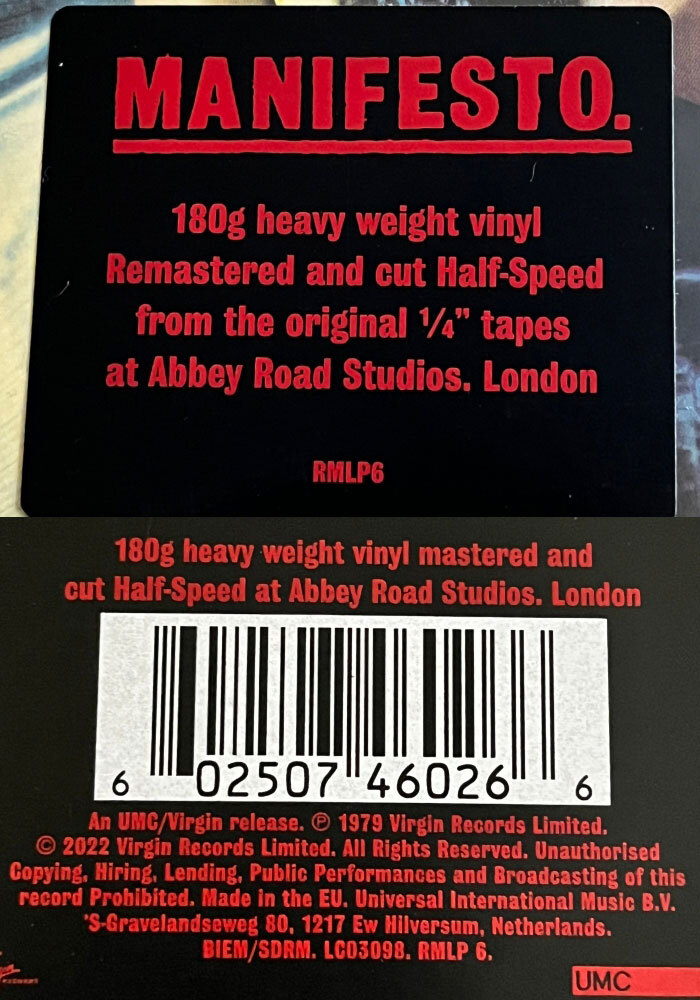 MANIFESTO.
180g heavy weight vinyl
Remastered and cut Half-Speed
from the original ¼” tapes
at Abbey Road Studios. London
RMLP6
180g heavy weight vinyl mastered and
cut Half-Speed at Abbey Road Studios. London
6 02507 46026 6
An UMC/Virgin release. ℗ 1979 Virgin Records Limited.
© 2022 Virgin Records Limited. All Rights Reserved. Unauthorised
Copying, Hiring, Lending, Public Performances and Broadcasting of this
record Prohibited. Made in the EU. Universal International Music B.V.
'S-Gravelandseweg 80, 1217 Ew Hilversum, Netherlands.
BIEM/SDRM. LC03098. RMLP 6.
UMC